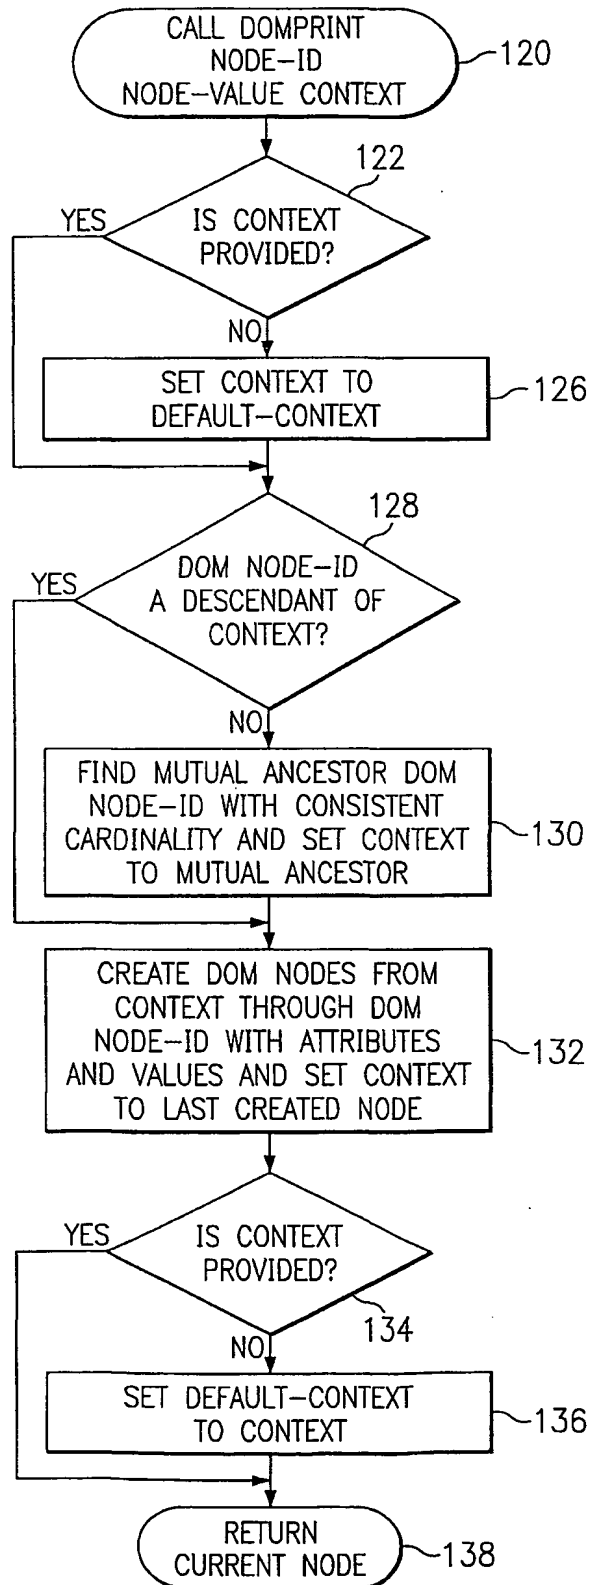 CALL DOMPRINT
NODE-ID
NODE-VALUE CONTEXT
120
122
YES
IS CONTEXT
PROVIDED?
NO
SET CONTEXT TO
DEFAULT-CONTEXT
126
128
YES
DOM NODE-ID
A DESCENDANT OF
CONTEXT?
NO
FIND MUTUAL ANCESTOR DOM
NODE-ID WITH CONSISTENT
CARDINALITY AND SET CONTEXT
TO MUTUAL ANCESTOR
130
CREATE DOM NODES FROM
CONTEXT THROUGH DOM
NODE-ID WITH ATTRIBUTES
AND VALUES AND SET CONTEXT
TO LAST CREATED NODE
132
YES
IS CONTEXT
PROVIDED?
134
NO
SET DEFAULT-CONTEXT
TO CONTEXT
136
RETURN
CURRENT NODE
138